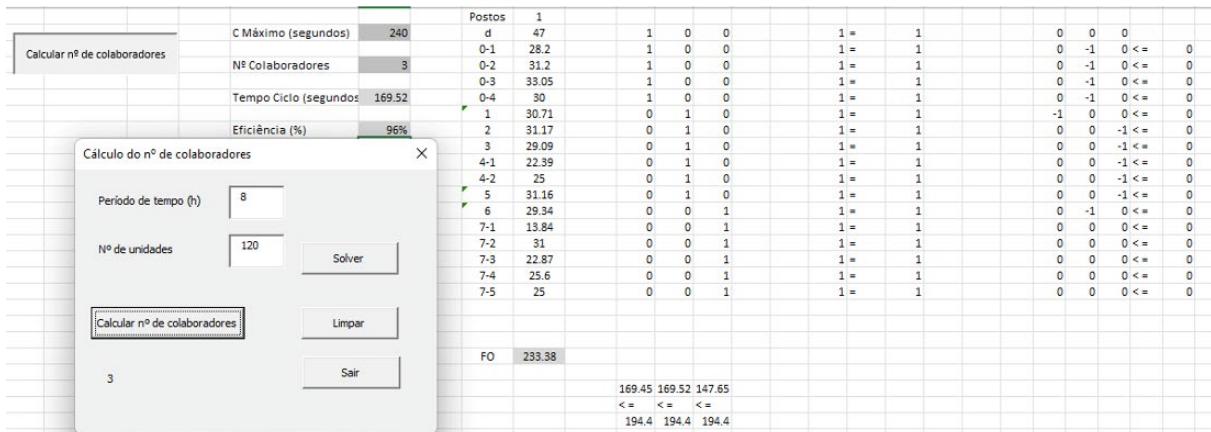 Postos 1
C Máximo (segundos) 240 d 47 1 0 0 1 = 1 0 0 0
Calcular nº de colaboradores
0-1 28.2 1 0 0 1 = 1 0 -1 0 < = 0
Nº Colaboradores 3 0-2 31.2 1 0 0 1 = 1 0 -1 0 < = 0
0-3 33.05 1 0 0 1 = 1 0 -1 0 < = 0
Tempo Ciclo (segundos 169.52 0-4 30 1 0 0 1 = 1 0 -1 0 < = 0
1 30.71 0 1 0 1 = 1 -1 0 0 < = 0
Eficiência (%) 96% 2 31.17 0 1 0 1 = 1 0 0 -1 < = 0
3 29.09 0 1 0 1 = 1 0 0 -1 < = 0
4-1 22.39 0 1 0 1 = 1 0 0 -1 < = 0
4-2 25 0 1 0 1 = 1 0 0 -1 < = 0
5 31.16 0 1 0 1 = 1 0 0 -1 < = 0
6 29.34 0 0 1 1 = 1 0 -1 0 < = 0
7-1 13.84 0 0 1 1 = 1 0 0 0 < = 0
7-2 31 0 0 1 1 = 1 0 0 0 < = 0
7-3 22.87 0 0 1 1 = 1 0 0 0 < = 0
7-4 25.6 0 0 1 1 = 1 0 0 0 < = 0
7-5 25 0 0 1 1 = 1 0 0 0 < = 0
FO 233.38
169.45 169.52 147.65
< = < = < =
194.4 194.4 194.4
Cálculo do nº de colaboradores
Período de tempo (h) 8
Nº de unidades 120
Solver
Calcular nº de colaboradores Limpar
3 Sair